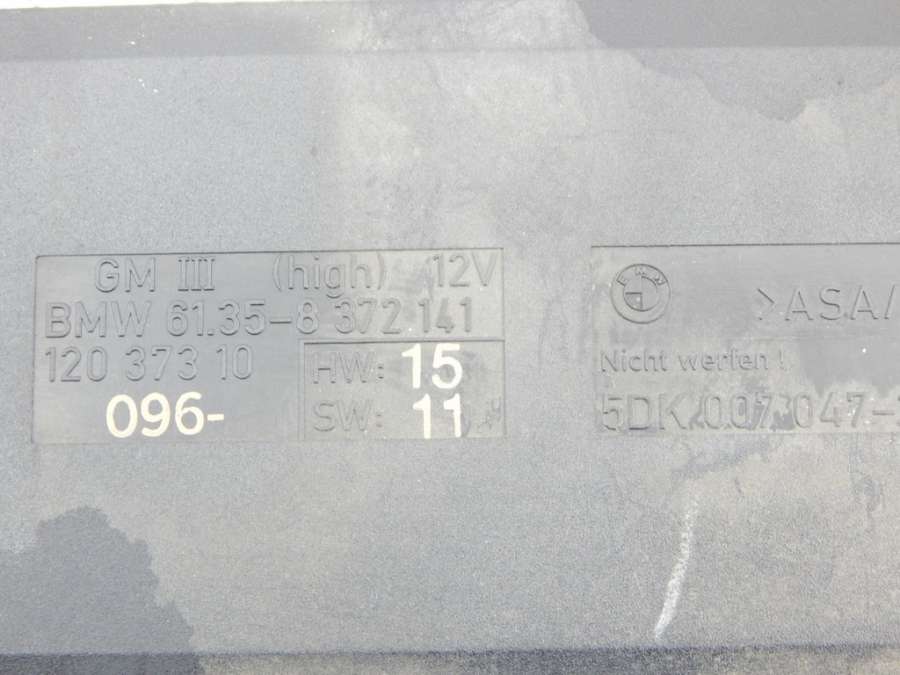 GM III (high) 12V
BMW 61.35-8 372 141
120 373 10
HW: 15
096-
SW: 11
BMW
>ASA/
Nicht werfen!
5DK 007 047-